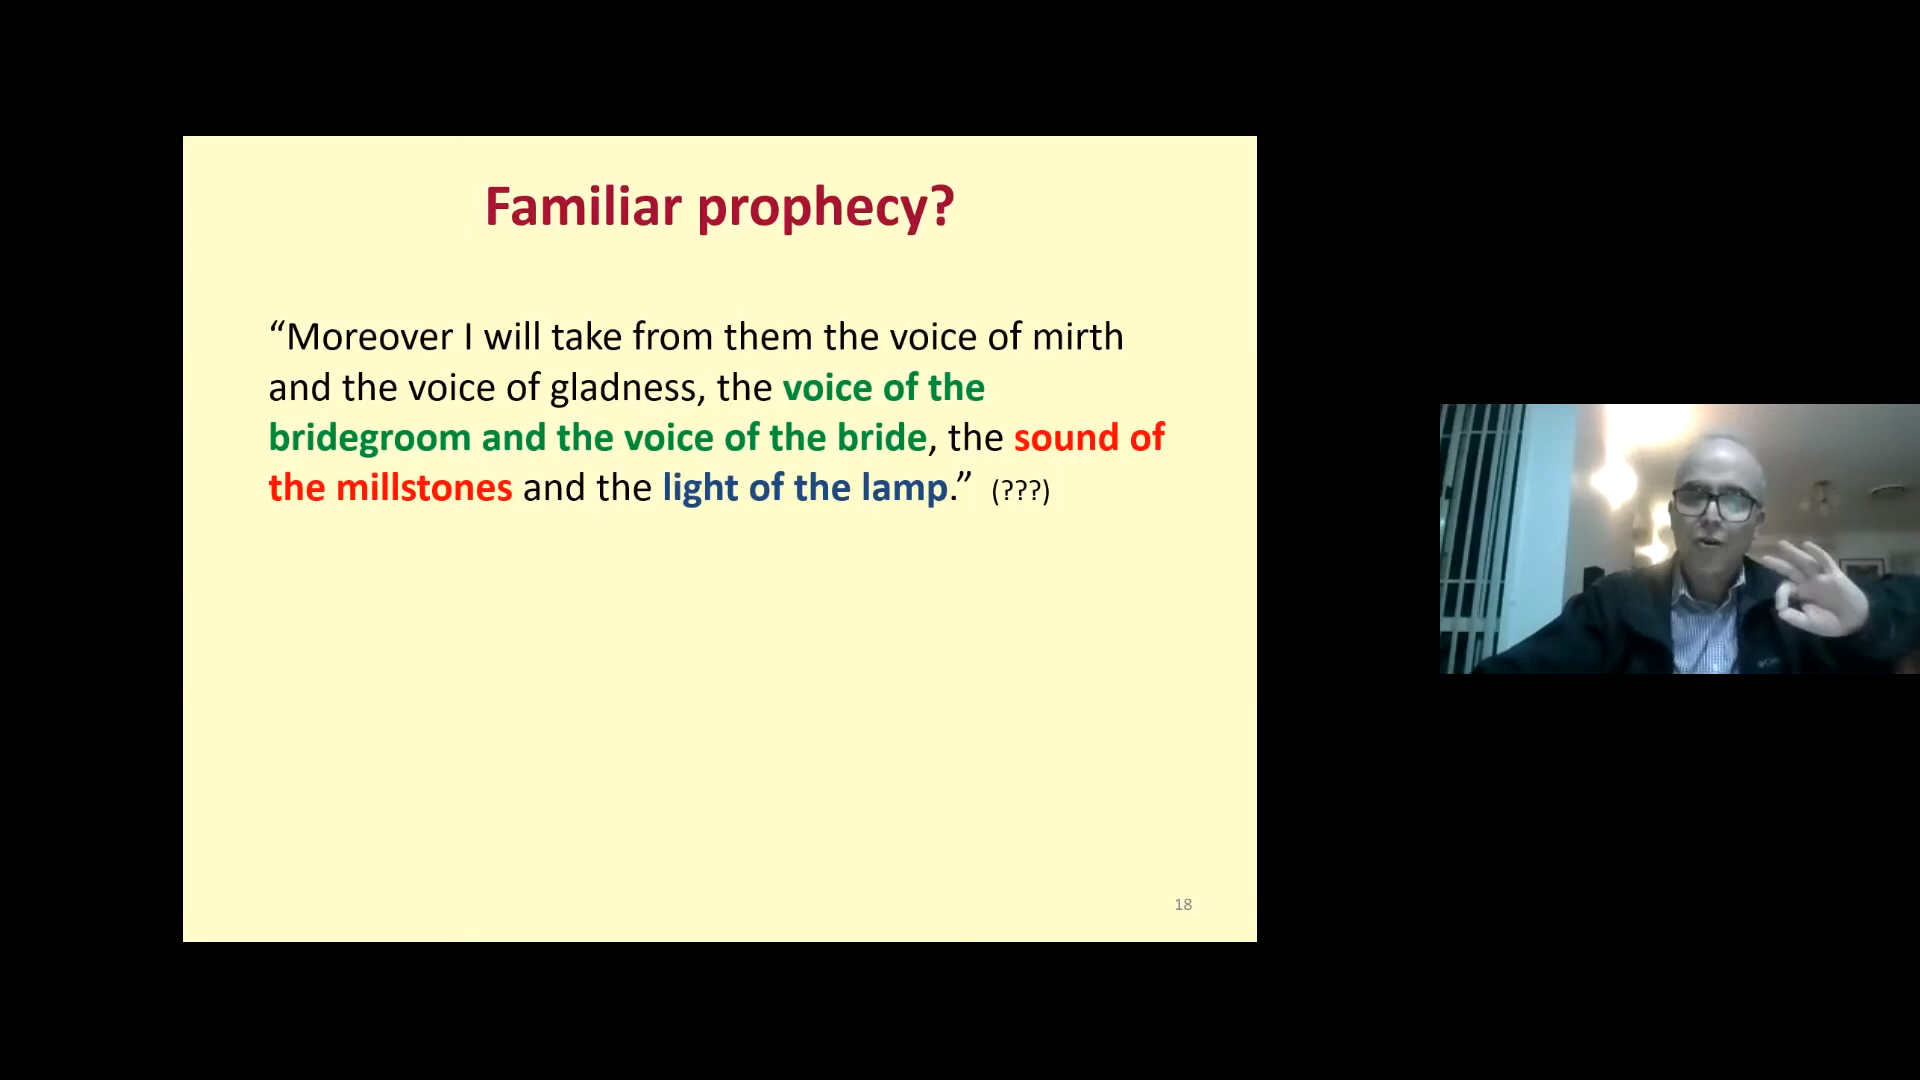 Familiar prophecy?
“Moreover I will take from them the voice of mirth
and the voice of gladness, the voice of the
bridegroom and the voice of the bride, the sound of
the millstones and the light of the lamp.” (???)
18